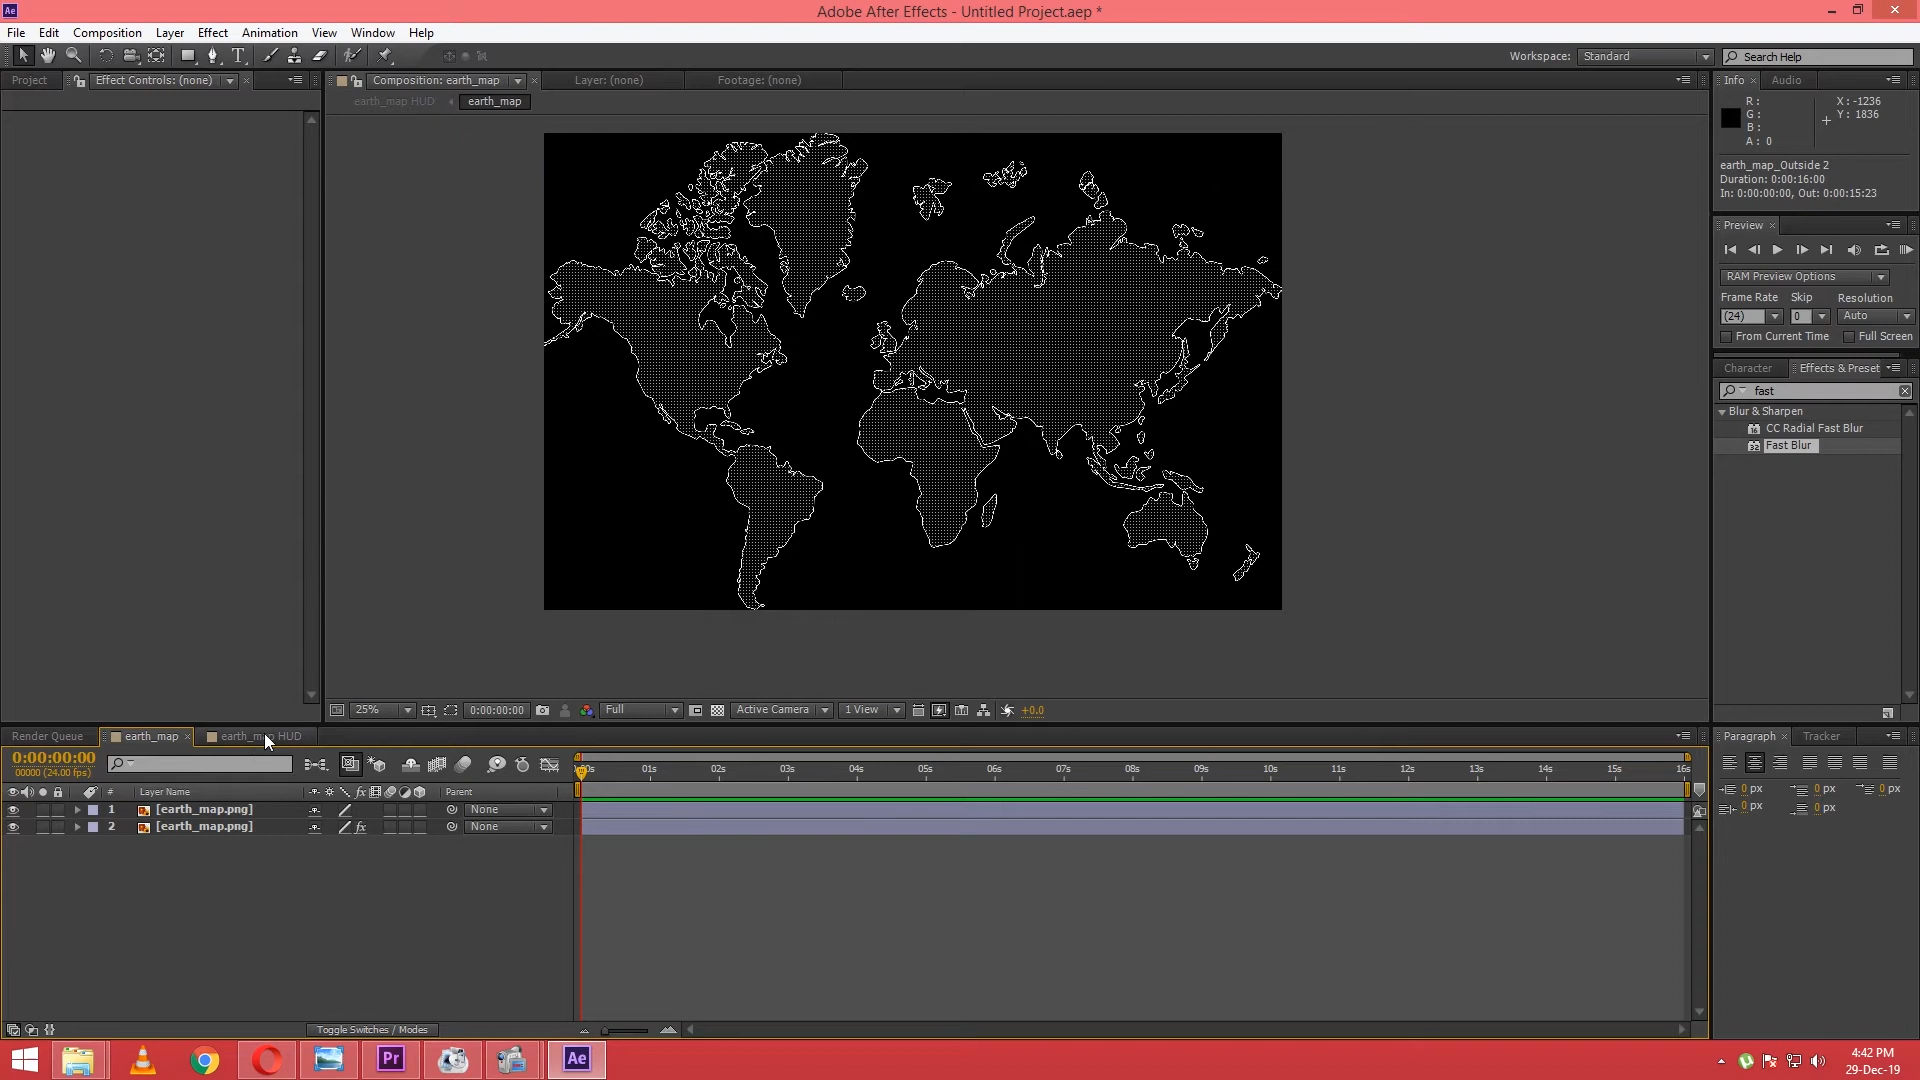 Ae
Adobe After Effects - Untitled Project.aep *
File Edit Composition Layer Effect Animation View Window Help
Workspace: Standard Search Help
Project Effect Controls: (none) Composition: earth_map Layer: (none) Footage: (none) Info Audio
earth_map HUD earth_map
R: X: -1236
G: Y: 1836
B:
A: 0
earth_map_Outside 2
Duration: 0:00:16:00
In: 0:00:00:00, Out: 0:00:15:23
Preview
RAM Preview Options
Frame Rate Skip Resolution
(24) 0 Auto
From Current Time Full Screen
Character Effects & Preset
fast
Blur & Sharpen
CC Radial Fast Blur
Fast Blur
25% 0:00:00:00 Full Active Camera 1 View +0.0
Render Queue earth_map earth_map HUD Paragraph Tracker
0:00:00:00
00000 (24.00 fps)
01s 02s 03s 04s 05s 06s 07s 08s 09s 10s 11s 12s 13s 14s 15s 16s
# Layer Name Parent
1 [earth_map.png] None
2 [earth_map.png] fx None
0 px 0 px 0 px
0 px 0 px
Toggle Switches / Modes
Pr Ae
4:42 PM
29-Dec-19